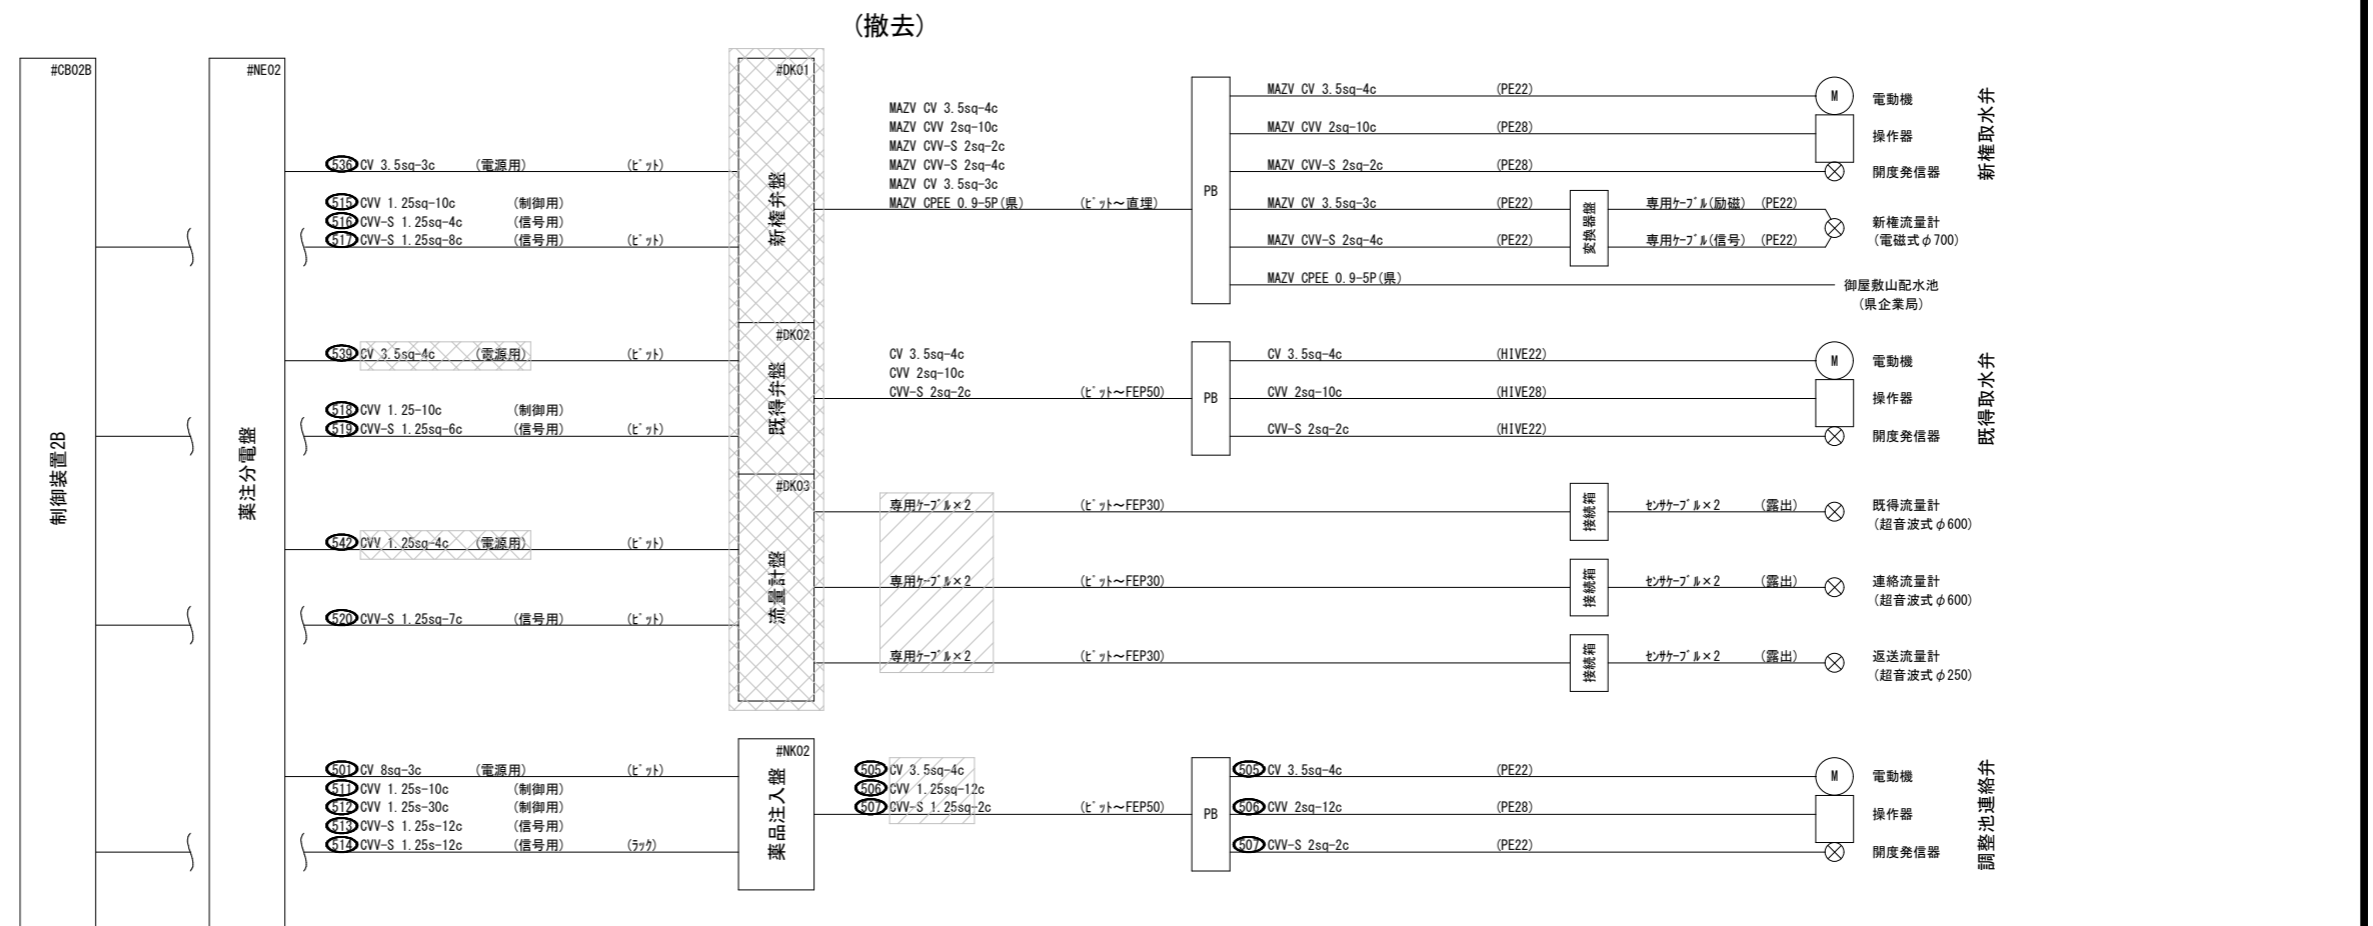 (撤去)
#CB02B
制御装置2B
#NE02
薬注分電盤
536 CV 3.5sq-3c (電源用) (ピット)
515 CVV 1.25sq-10c (制御用)
516 CVV-S 1.25sq-4c (信号用)
517 CVV-S 1.25sq-8c (信号用) (ピット)
539 CV 3.5sq-4c (電源用) (ピット)
518 CVV 1.25-10c (制御用)
519 CVV-S 1.25sq-6c (信号用) (ピット)
542 CVV 1.25sq-4c (電源用) (ピット)
520 CVV-S 1.25sq-7c (信号用) (ピット)
501 CV 8sq-3c (電源用) (ピット)
511 CVV 1.25s-10c (制御用)
512 CVV 1.25s-30c (制御用)
513 CVV-S 1.25s-12c (信号用)
514 CVV-S 1.25s-12c (信号用) (ラック)
#DK01
新権弁盤
#DK02
既得弁盤
#DK03
流量計盤
#NK02
薬品注入盤
MAZV CV 3.5sq-4c
MAZV CVV 2sq-10c
MAZV CVV-S 2sq-2c
MAZV CVV-S 2sq-4c
MAZV CV 3.5sq-3c
MAZV CPEE 0.9-5P(県) (ピット～直埋)
PB
MAZV CV 3.5sq-4c (PE22)
MAZV CVV 2sq-10c (PE28)
MAZV CVV-S 2sq-2c (PE28)
MAZV CV 3.5sq-3c (PE22)
MAZV CVV-S 2sq-4c (PE22)
MAZV CPEE 0.9-5P(県)
変換器盤
専用ケーブル(励磁) (PE22)
専用ケーブル(信号) (PE22)
M
電動機
操作器
開度発信器
新権流量計
(電磁式φ700)
御屋敷山配水池
(県企業局)
新権取水弁
CV 3.5sq-4c
CVV 2sq-10c
CVV-S 2sq-2c (ピット～FEP50)
PB
CV 3.5sq-4c (HIVE22)
CVV 2sq-10c (HIVE28)
CVV-S 2sq-2c (HIVE22)
M
電動機
操作器
開度発信器
既得取水弁
専用ケーブル×2 (ピット～FEP30)
接続箱
センサケーブル×2 (露出)
既得流量計
(超音波式φ600)
専用ケーブル×2 (ピット～FEP30)
接続箱
センサケーブル×2 (露出)
連絡流量計
(超音波式φ600)
専用ケーブル×2 (ピット～FEP30)
接続箱
センサケーブル×2 (露出)
返送流量計
(超音波式φ250)
505 CV 3.5sq-4c
506 CVV 1.25sq-12c
507 CVV-S 1.25sq-2c (ピット～FEP50)
PB
505 CV 3.5sq-4c (PE22)
506 CVV 2sq-12c (PE28)
507 CVV-S 2sq-2c (PE22)
M
電動機
操作器
開度発信器
調整池連絡弁